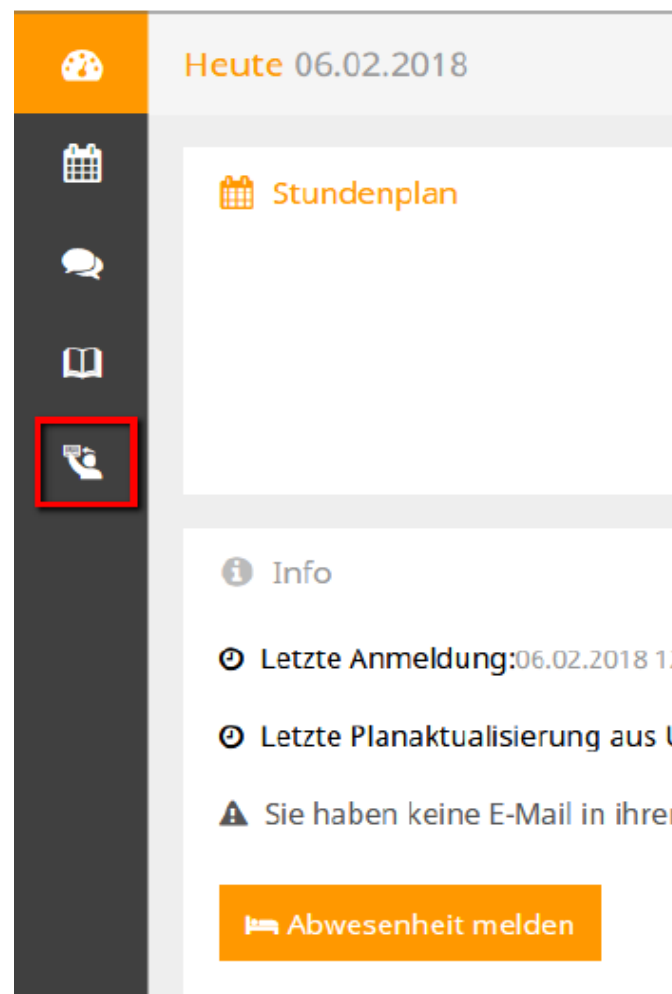 Heute 06.02.2018
Stundenplan
Info
Letzte Anmeldung:06.02.2018
Letzte Planaktualisierung aus
Sie haben keine E-Mail in
Abwesenheit melden